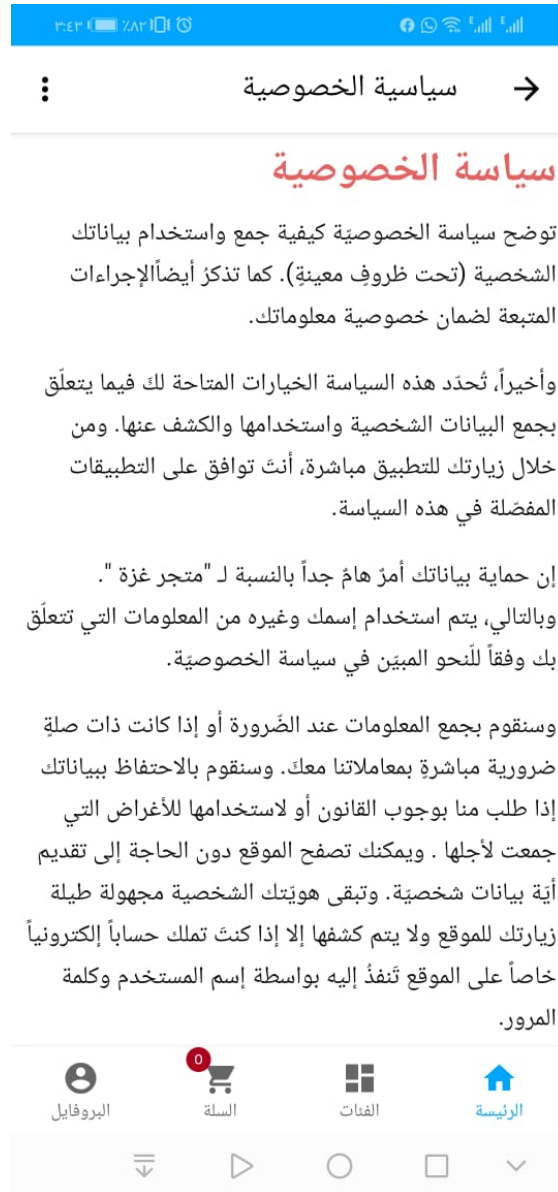 ٣:٤٣ ٨٢٪
سياسية الخصوصية
سياسة الخصوصية
توضح سياسة الخصوصيّة كيفية جمع واستخدام بياناتك
الشخصية (تحت ظروفِ معينةِ). كما تذكرُ أيضاًالإجراءات
المتبعة لضمان خصوصية معلوماتك.
وأخيراً، تُحدّد هذه السياسة الخيارات المتاحة لكَ فيما يتعلّق
بجمع البيانات الشخصية واستخدامها والكشف عنها. ومن
خلال زيارتك للتطبيق مباشرة، أنتَ توافق على التطبيقات
المفصّلة في هذه السياسة.
إن حماية بياناتك أمرٌ هامٌ جداً بالنسبة لـ "متجر غزة ".
وبالتالي، يتم استخدام إسمك وغيره من المعلومات التي تتعلّق
بك وفقاً للّنحو المبيّن في سياسة الخصوصيّة.
وسنقوم بجمع المعلومات عند الضّرورة أو إذا كانت ذات صلةِ
ضرورية مباشرةِ بمعاملاتنا معكَ. وسنقوم بالاحتفاظ ببياناتك
إذا طلب منا بوجوب القانون أو لاستخدامها للأغراض التي
جمعت لأجلها . ويمكنك تصفح الموقع دون الحاجة إلى تقديم
أيّة بيانات شخصيّة. وتبقى هويّتك الشخصية مجهولة طيلة
زيارتك للموقع ولا يتم كشفها إلا إذا كنتَ تملك حساباً إلكترونياً
خاصاً على الموقع تَنفذُ إليه بواسطة إسم المستخدم وكلمة
المرور.
0
الرئيسة الفئات السلة البروفايل